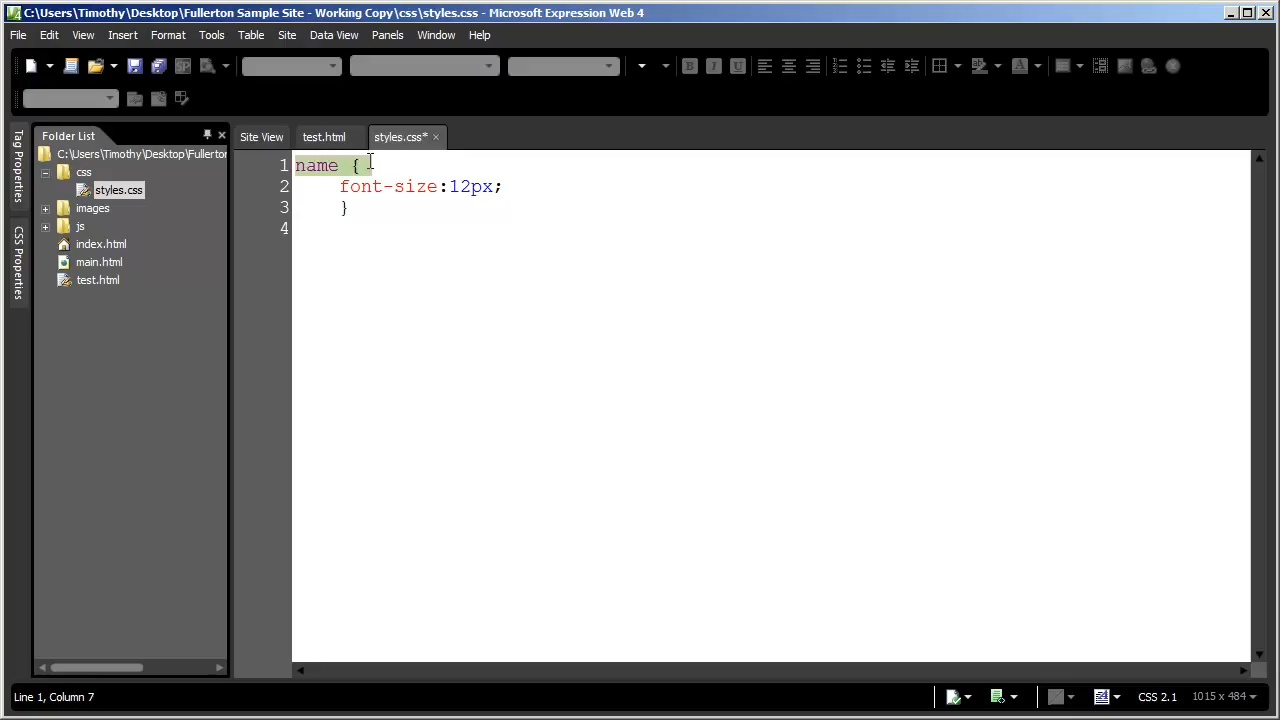 C:\Users\Timothy\Desktop\Fullerton Sample Site - Working Copy\css\styles.css - Microsoft Expression Web 4
File Edit View Insert Format Tools Table Site Data View Panels Window Help
B I U
A
Tag Properties
CSS Properties
Folder List
C:\Users\Timothy\Desktop\Fullerton
css
styles.css
images
js
index.html
main.html
test.html
Site View test.html styles.css*
1 name {
2 font-size:12px;
3 }
4
Line 1, Column 7
CSS 2.1 1015 x 484